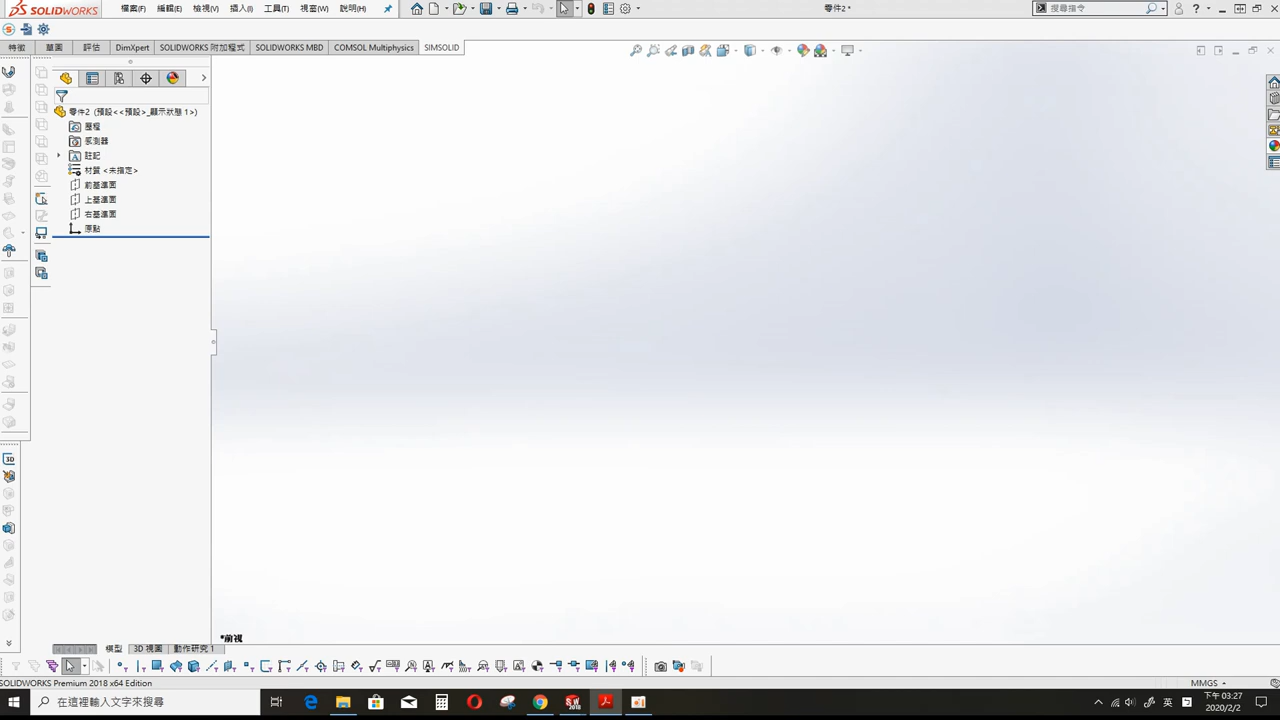 SOLIDWORKS 檔案(F) 編輯(E) 檢視(V) 插入(I) 工具(T) 視窗(W) 說明(H) 零件2 * 搜尋指令 ?
特徵 草圖 評估 DimXpert SOLIDWORKS 附加程式 SOLIDWORKS MBD COMSOL Multiphysics SIMSOLID
零件2 (預設<<預設>_顯示狀態 1>)
歷程
感測器
註記
材質 <未指定>
前基準面
上基準面
右基準面
原點
3D
*前視
模型 3D 視圖 動作研究 1
SOLIDWORKS Premium 2018 x64 Edition MMGS
在這裡輸入文字來搜尋 英 下午 03:27
2020/2/2